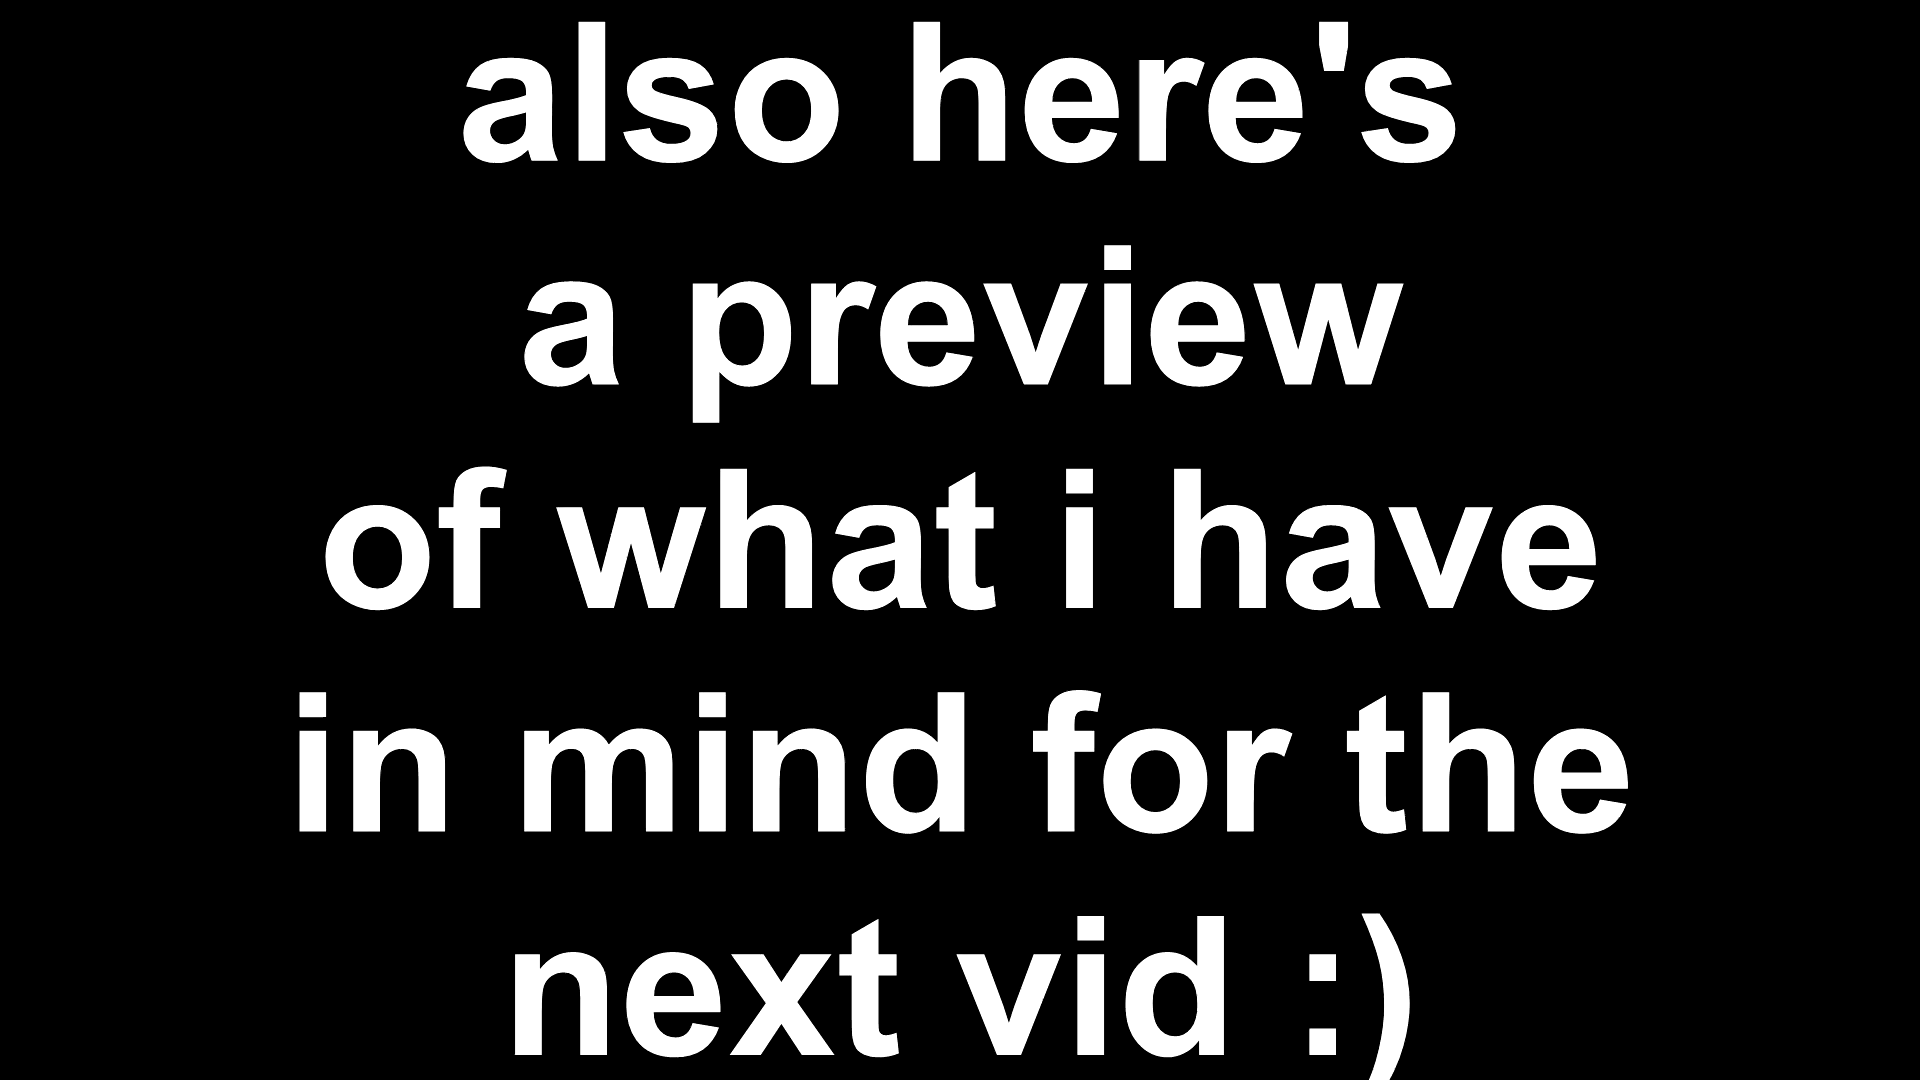 also here's
a preview
of what i have
in mind for the
next vid :)